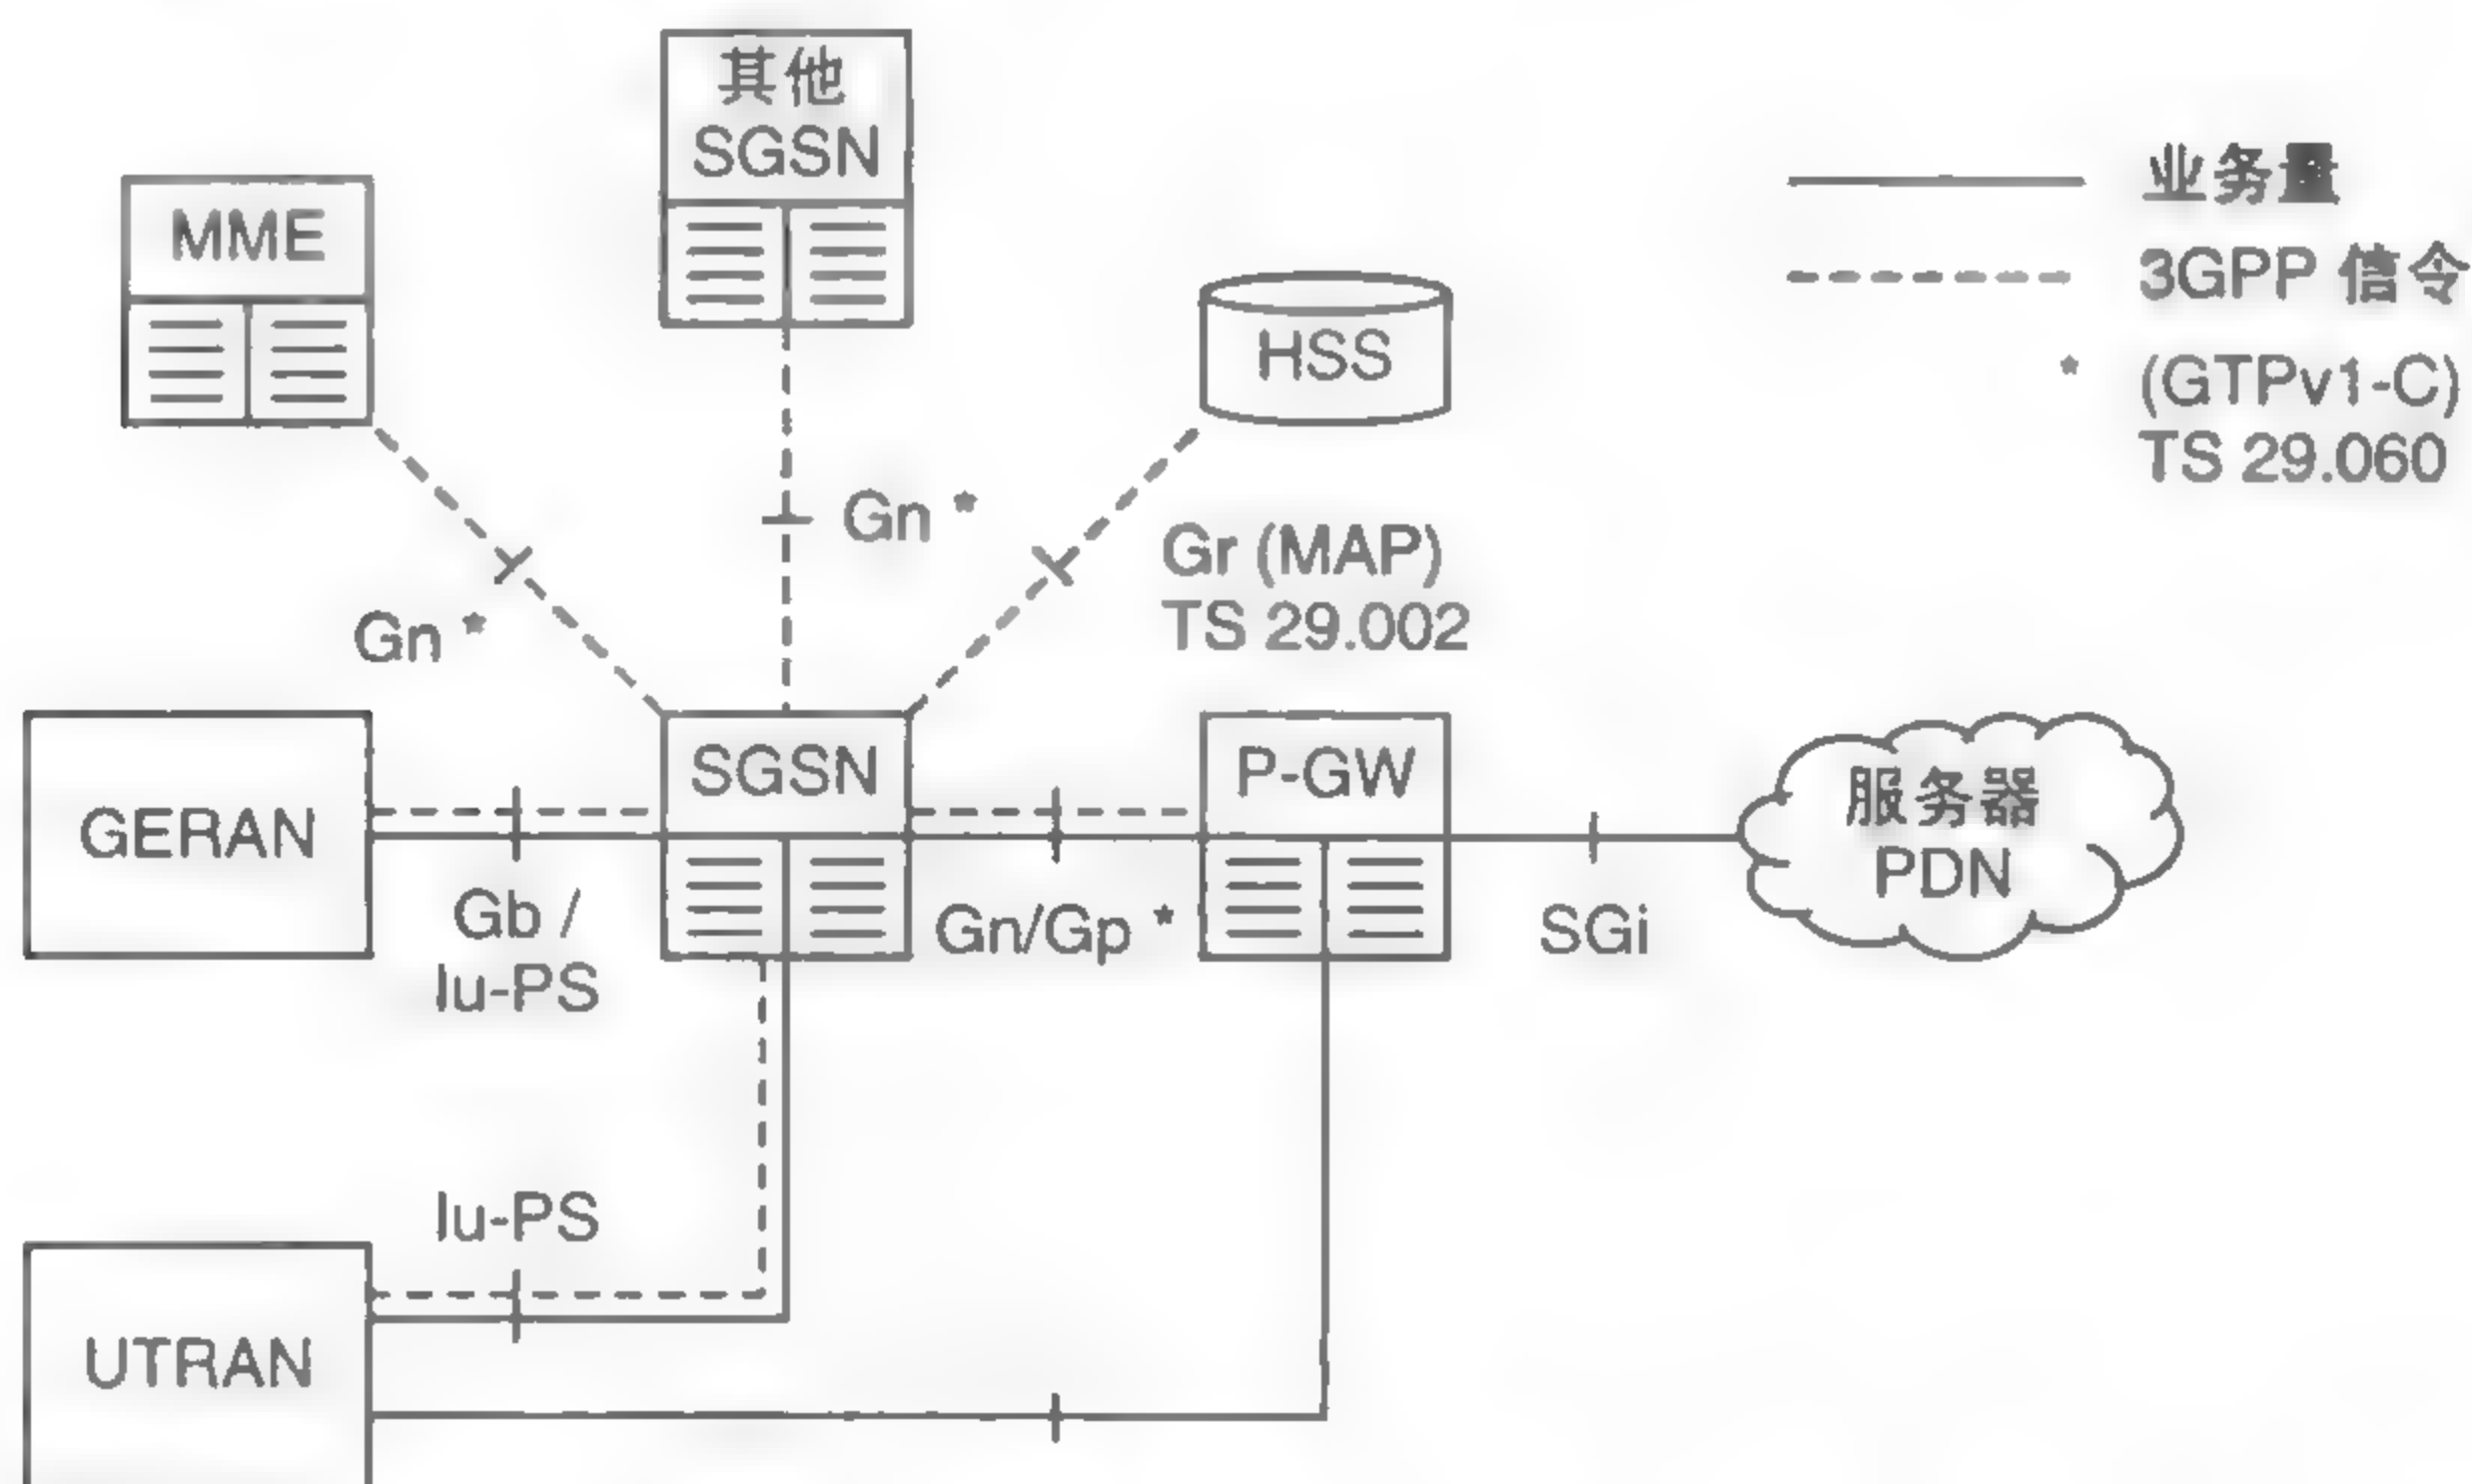 其他
SGSN
MME
HSS
业务量
3GPP 信令
* (GTPv1-C)
TS 29.060
Gn *
Gn *
Gr (MAP)
TS 29.002
GERAN
SGSN
P-GW
服务器
PDN
Gb /
Iu-PS
Gn/Gp *
SGi
Iu-PS
UTRAN